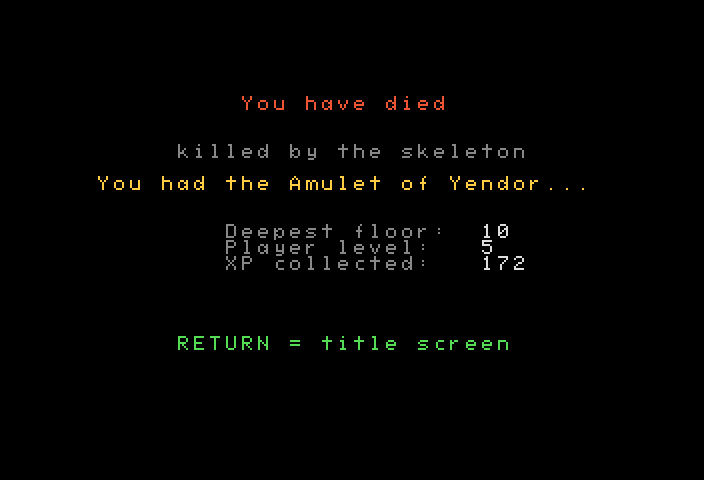 You have died
killed by the skeleton
You had the Amulet of Yendor...
Deepest floor: 10
Player level: 5
XP collected: 172
RETURN = title screen